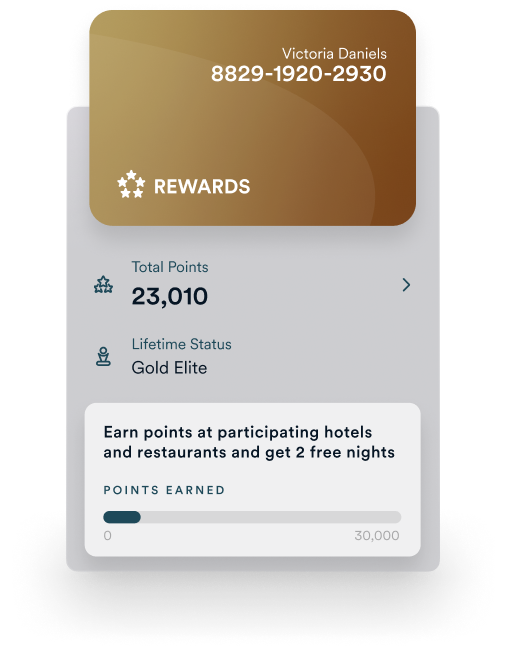 Victoria Daniels
8829-1920-2930
REWARDS
Total Points
23,010
Lifetime Status
Gold Elite
Earn points at participating hotels
and restaurants and get 2 free nights
POINTS EARNED
0 30,000